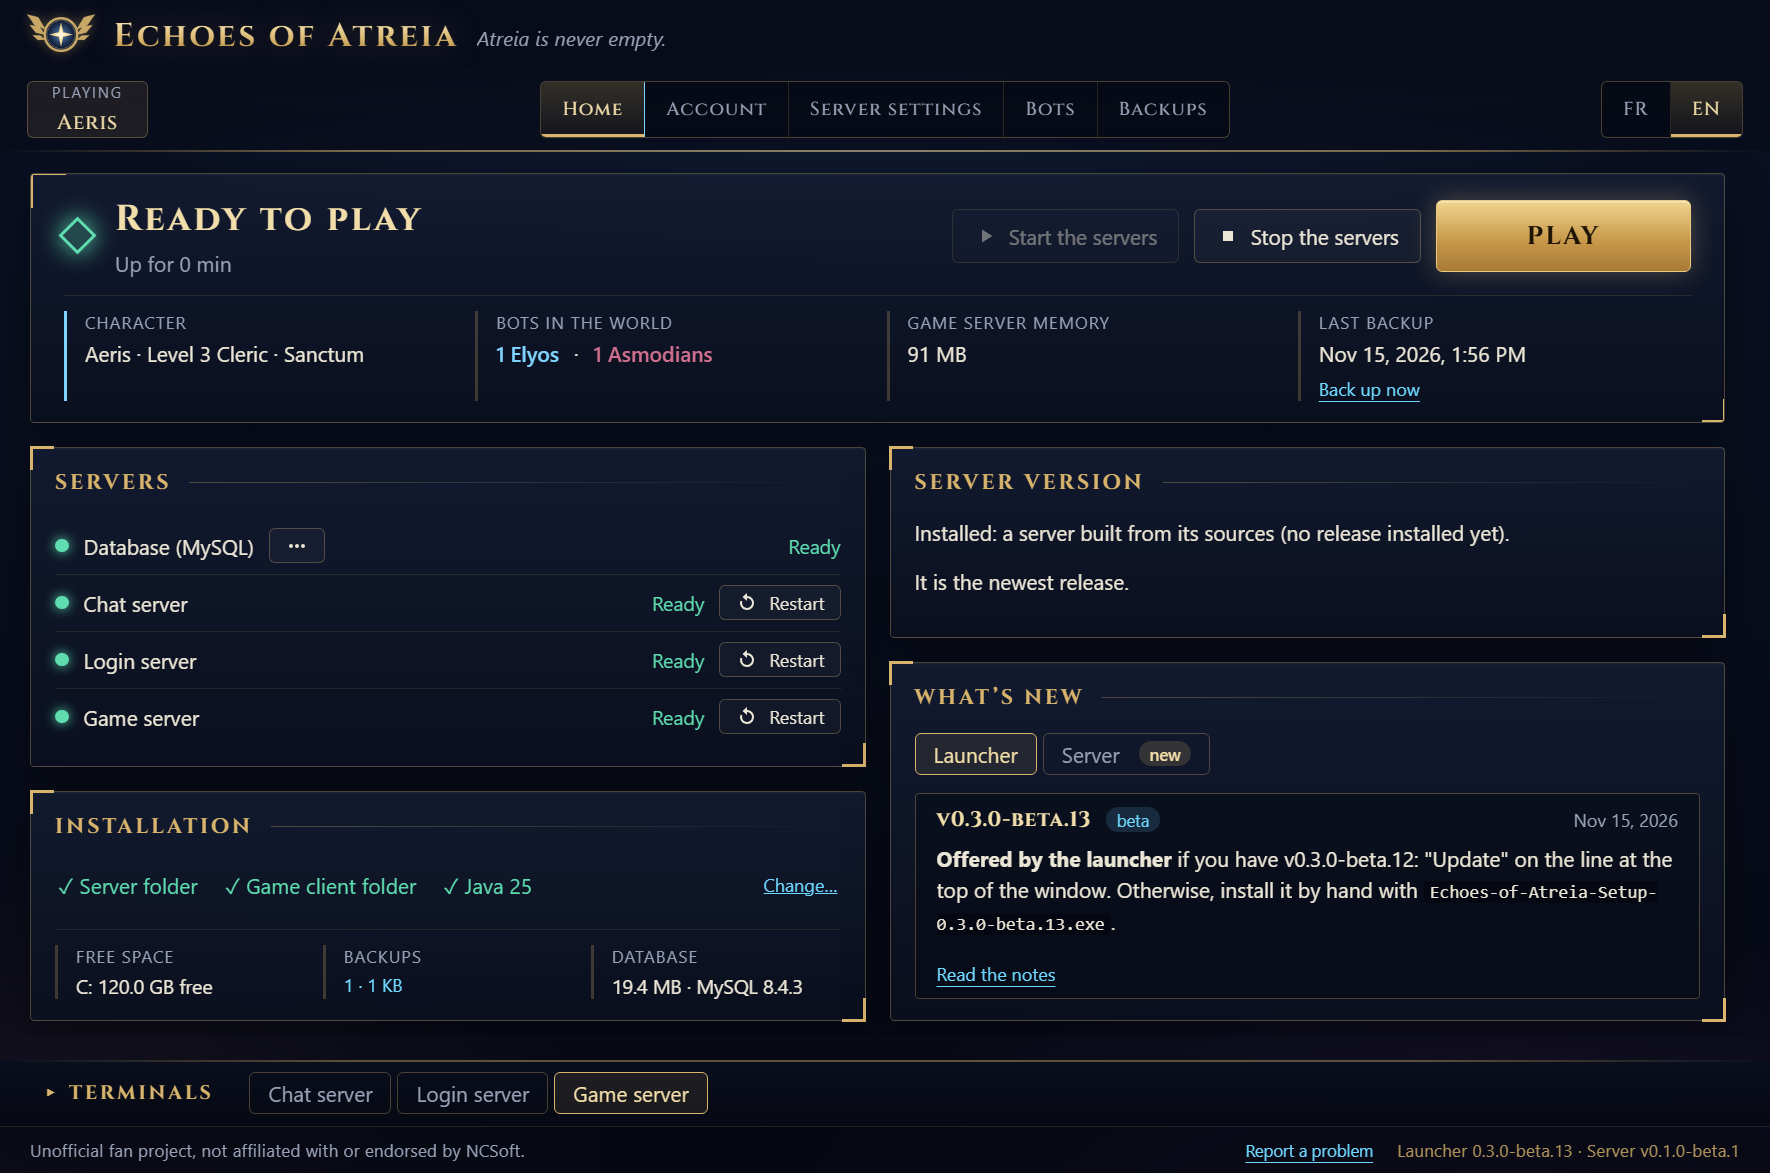 Echoes of Atreia
Atreia is never empty.
PLAYING
Aeris
Home
Account
Server settings
Bots
Backups
FR
EN
Ready to play
Up for 0 min
Start the servers
Stop the servers
PLAY
CHARACTER
Aeris · Level 3 Cleric · Sanctum
BOTS IN THE WORLD
1 Elyos · 1 Asmodians
GAME SERVER MEMORY
91 MB
LAST BACKUP
Nov 15, 2026, 1:56 PM
Back up now
SERVERS
Database (MySQL)
···
Ready
Chat server
Ready
Restart
Login server
Ready
Restart
Game server
Ready
Restart
INSTALLATION
✓ Server folder
✓ Game client folder
✓ Java 25
Change...
FREE SPACE
C: 120.0 GB free
BACKUPS
1 · 1 KB
DATABASE
19.4 MB · MySQL 8.4.3
SERVER VERSION
Installed: a server built from its sources (no release installed yet).
It is the newest release.
WHAT'S NEW
Launcher
Server new
v0.3.0-beta.13 beta
Nov 15, 2026
Offered by the launcher if you have v0.3.0-beta.12: "Update" on the line at the
top of the window. Otherwise, install it by hand with Echoes-of-Atreia-Setup-
0.3.0-beta.13.exe .
Read the notes
TERMINALS
Chat server
Login server
Game server
Unofficial fan project, not affiliated with or endorsed by NCSoft.
Report a problem
Launcher 0.3.0-beta.13 · Server v0.1.0-beta.1